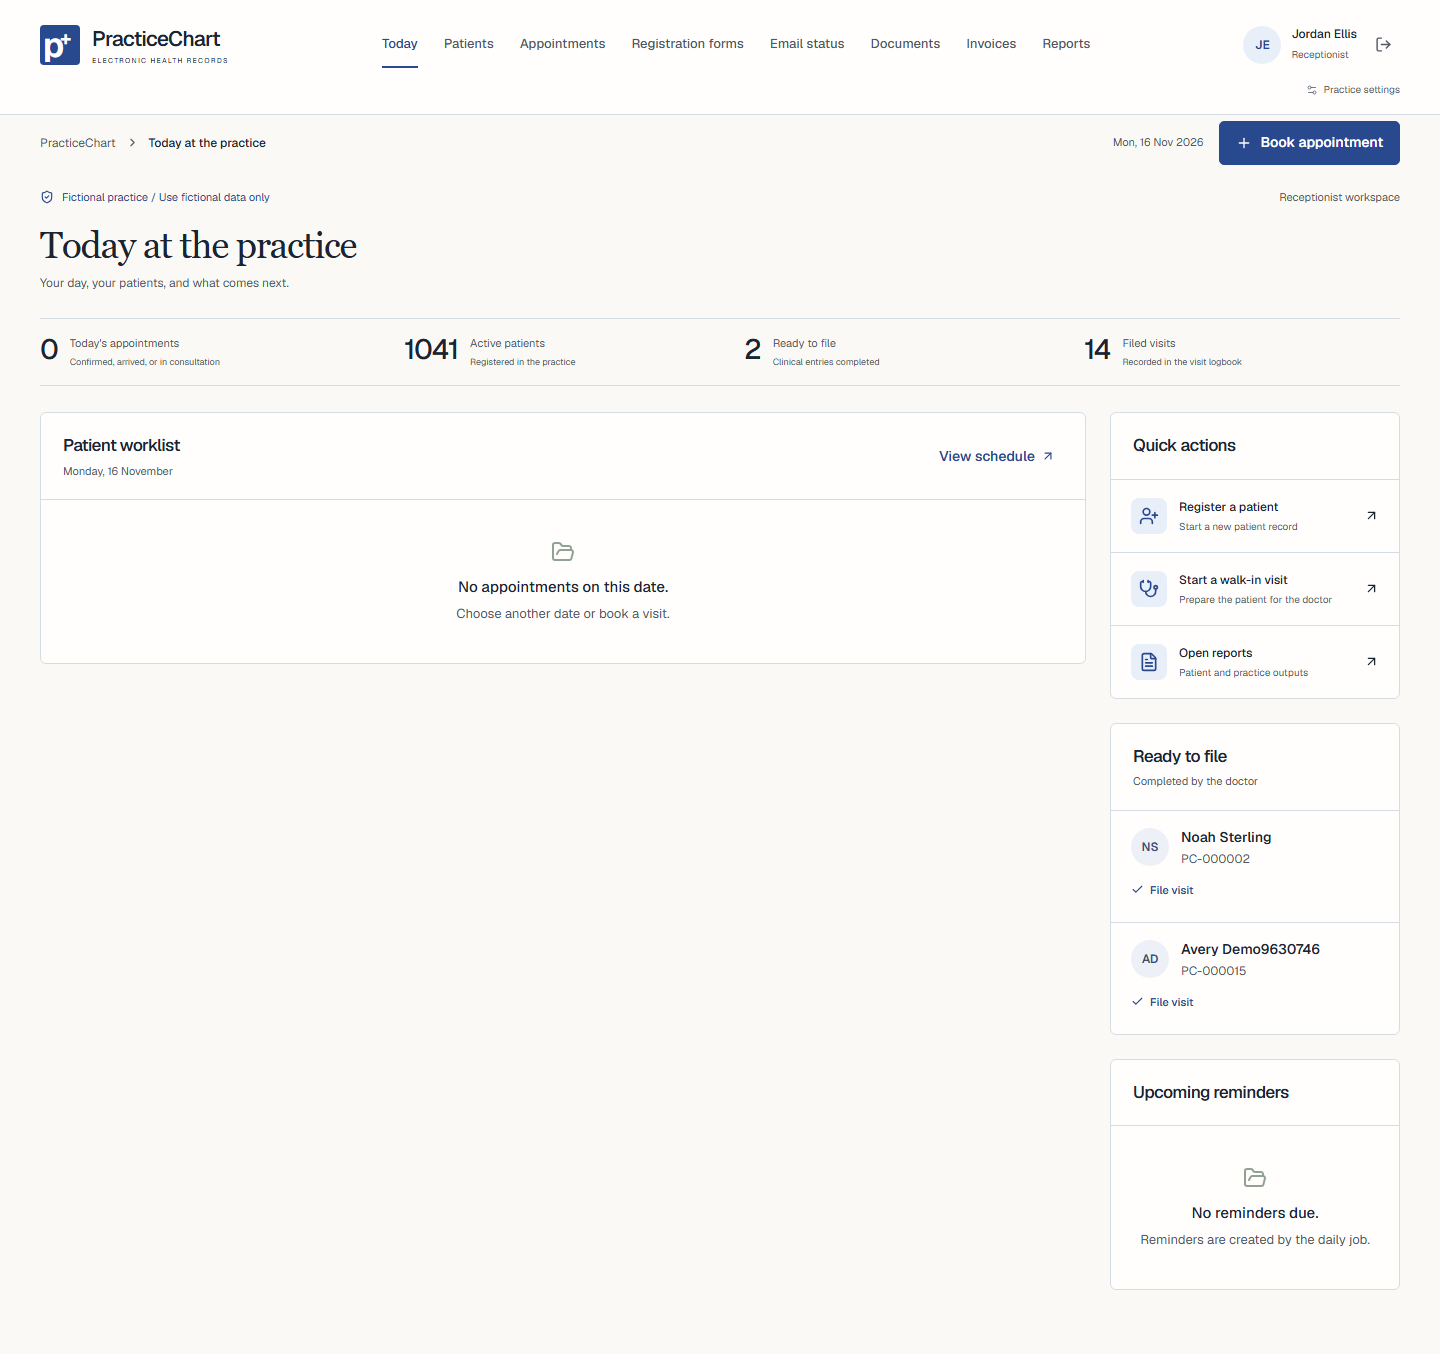 p+
PracticeChart
ELECTRONIC HEALTH RECORDS
Today
Patients
Appointments
Registration forms
Email status
Documents
Invoices
Reports
JE
Jordan Ellis
Receptionist
Practice settings
PracticeChart > Today at the practice
Mon, 16 Nov 2026
+ Book appointment
Fictional practice / Use fictional data only
Receptionist workspace
Today at the practice
Your day, your patients, and what comes next.
0
Today's appointments
Confirmed, arrived, or in consultation
1041
Active patients
Registered in the practice
2
Ready to file
Clinical entries completed
14
Filed visits
Recorded in the visit logbook
Patient worklist
Monday, 16 November
View schedule
No appointments on this date.
Choose another date or book a visit.
Quick actions
Register a patient
Start a new patient record
Start a walk-in visit
Prepare the patient for the doctor
Open reports
Patient and practice outputs
Ready to file
Completed by the doctor
NS
Noah Sterling
PC-000002
File visit
AD
Avery Demo9630746
PC-000015
File visit
Upcoming reminders
No reminders due.
Reminders are created by the daily job.